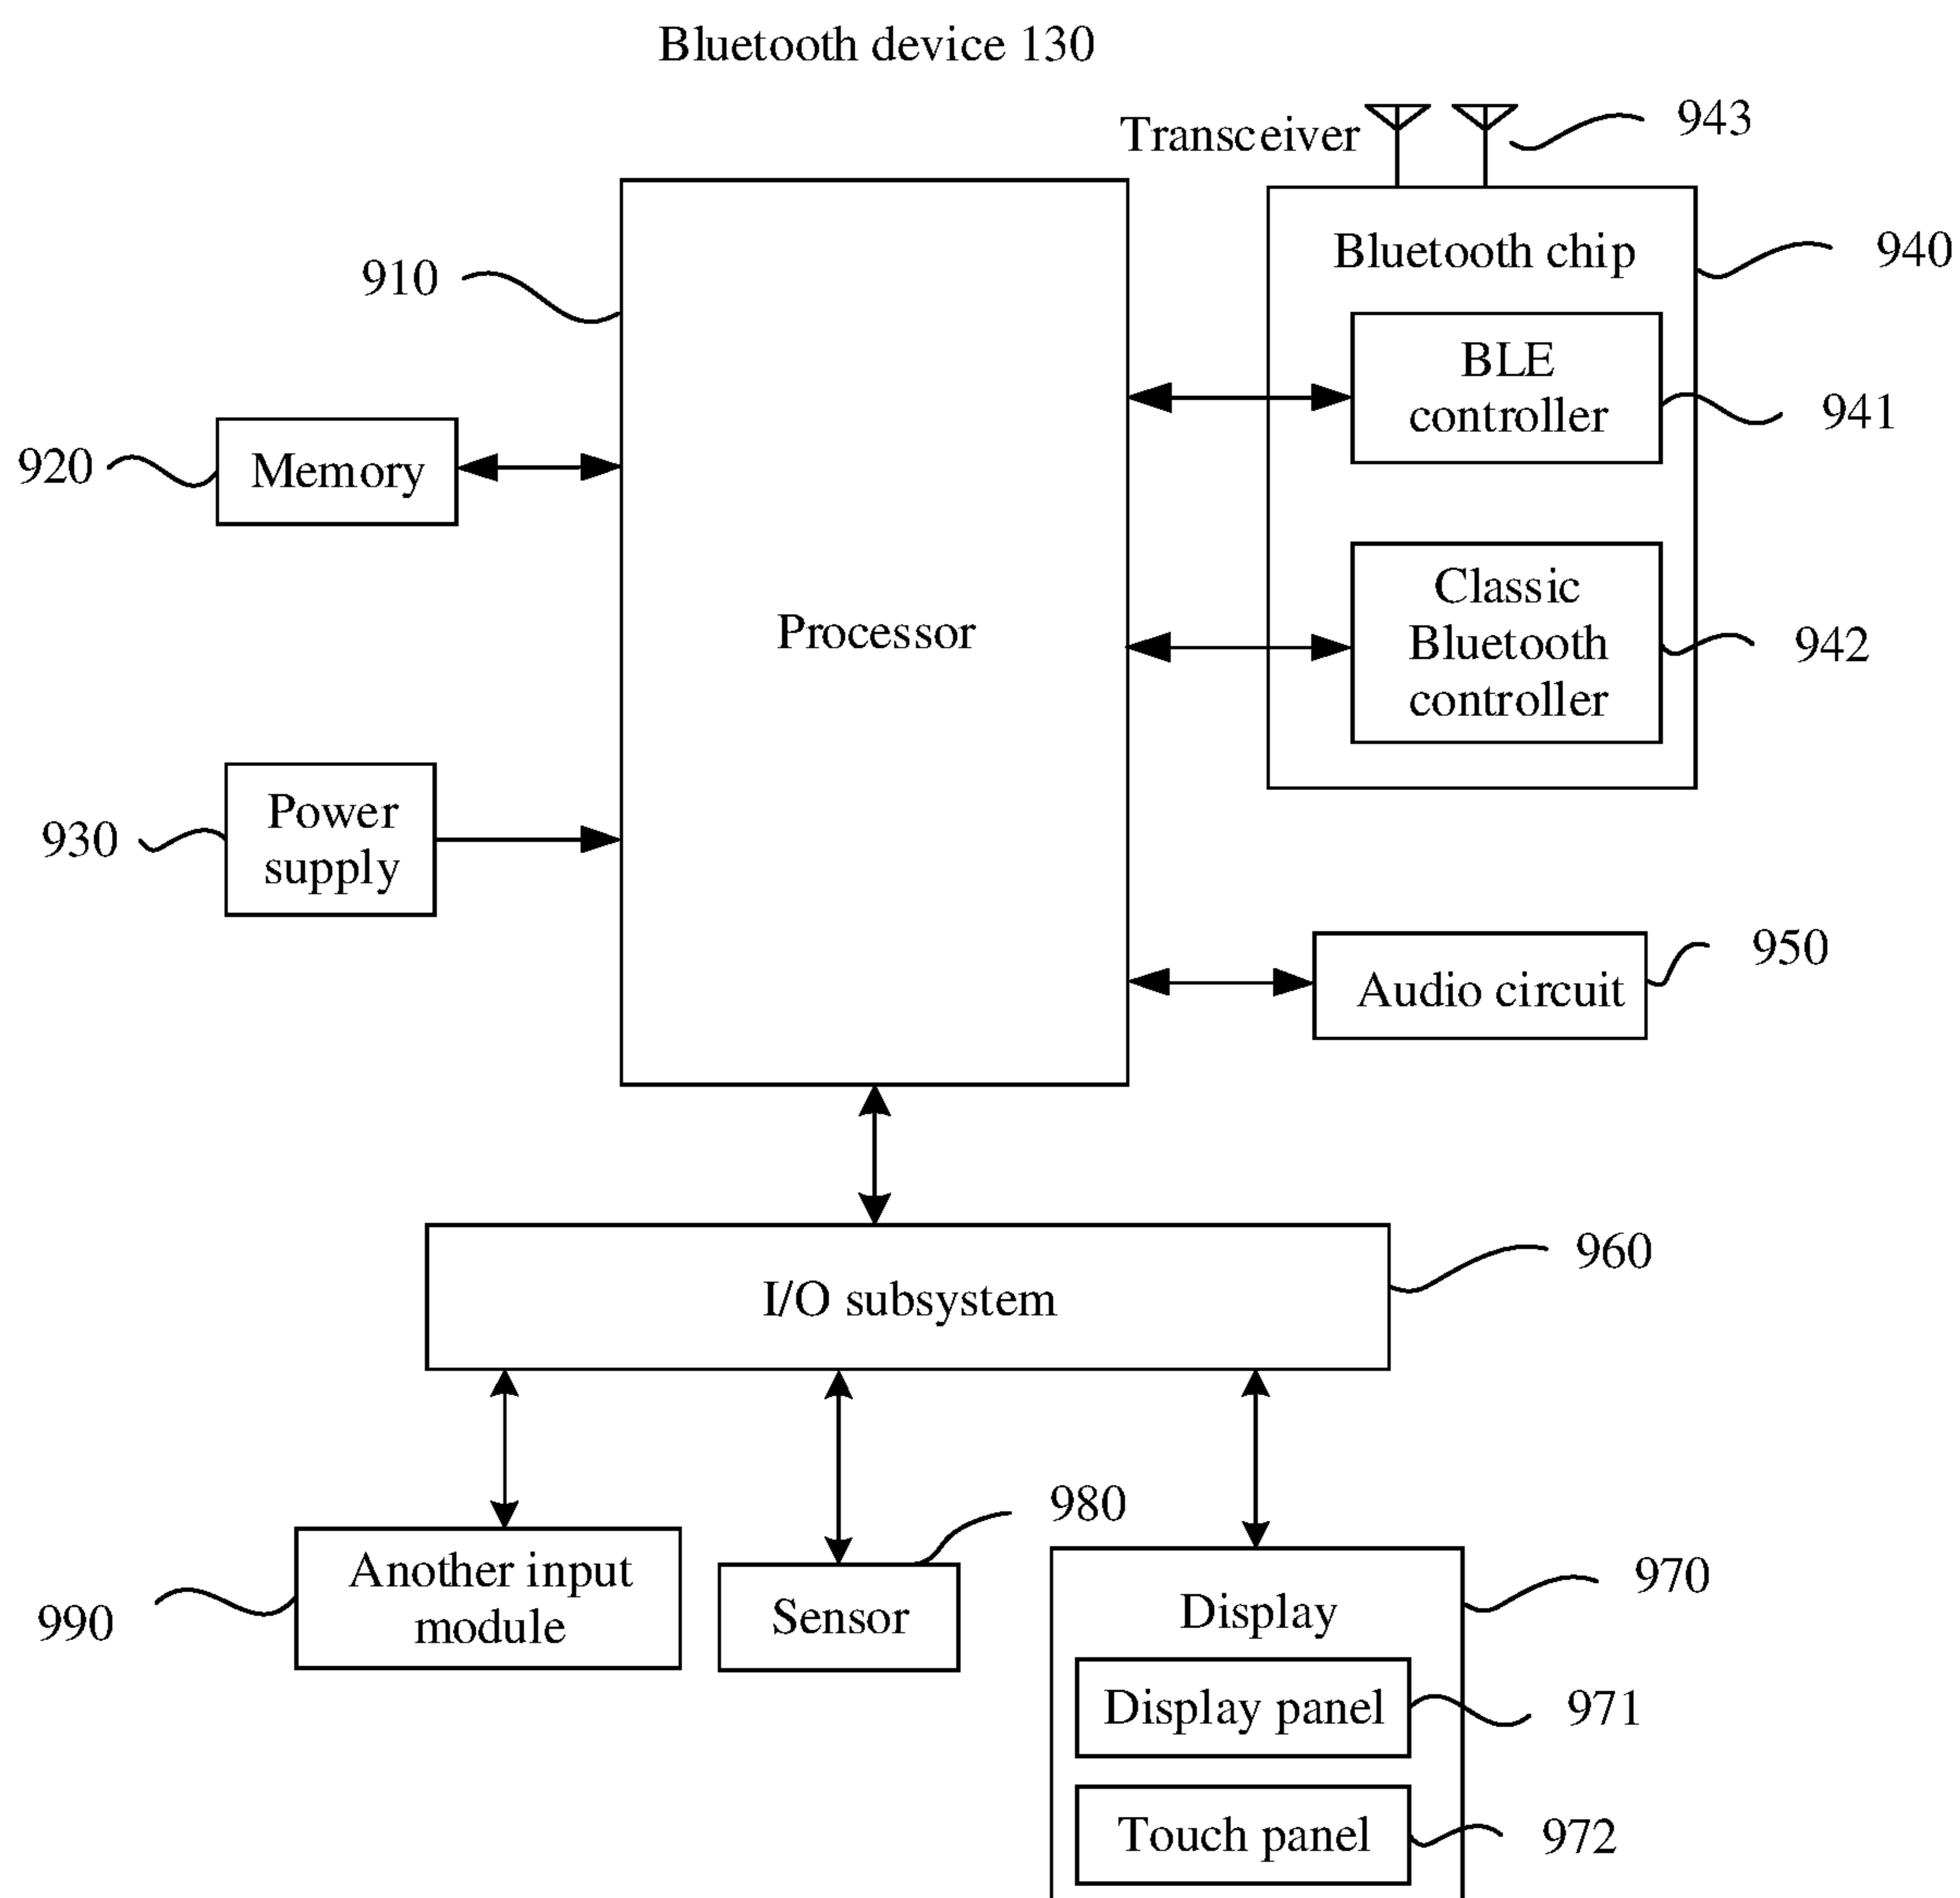 Bluetooth device 130
Transceiver
943
Bluetooth chip
940
910
BLE
controller
941
920
Memory
Classic
Bluetooth
controller
942
Processor
Power
supply
930
950
Audio circuit
960
I/O subsystem
980
Another input
module
990
Sensor
970
Display
Display panel
971
Touch panel
972